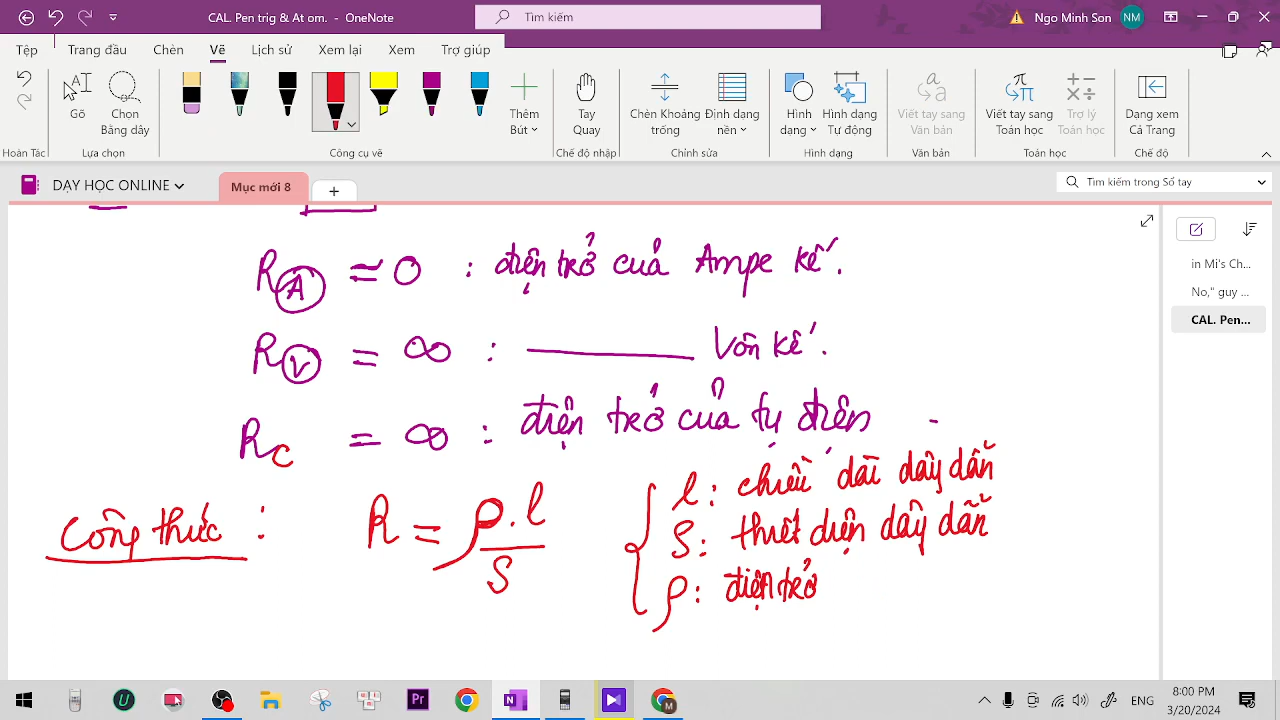 CAL. Pen and At om. - OneNote
Tìm kiếm
Ngo Minh Son
NM
Tệp
Trang đầu
Chèn
Vẽ
Lịch sử
Xem lại
Xem
Trợ giúp
Gõ
Chọn Bằng dây
Thêm Bút
Tay Quay
Chèn Khoảng trống
Định dạng nền
Hình dạng
Hình dạng Tự động
Viết tay sang Văn bản
Viết tay sang Toán học
Trợ lý Toán học
Dạng xem Cả Trang
Hoàn Tác
Lựa chọn
Công cụ vẽ
Chế độ nhập
Chỉnh sửa
Hình dạng
Văn bản
Toán học
Chế độ
DẠY HỌC ONLINE
Mục mới 8
+
Tìm kiếm trong Sổ tay
in Mi's Ch...
No," guy ...
CAL. Pen...
R A ≃ 0 : điện trở của Ampe kế.
R V = ∞ : ——— Vôn kế.
R C = ∞ : điện trở của tụ điện
Công thức : R = ρ.l / S
l : chiều dài dây dẫn
S : thiết diện dây dẫn
ρ : điện trở
ENG
8:00 PM
3/20/2024